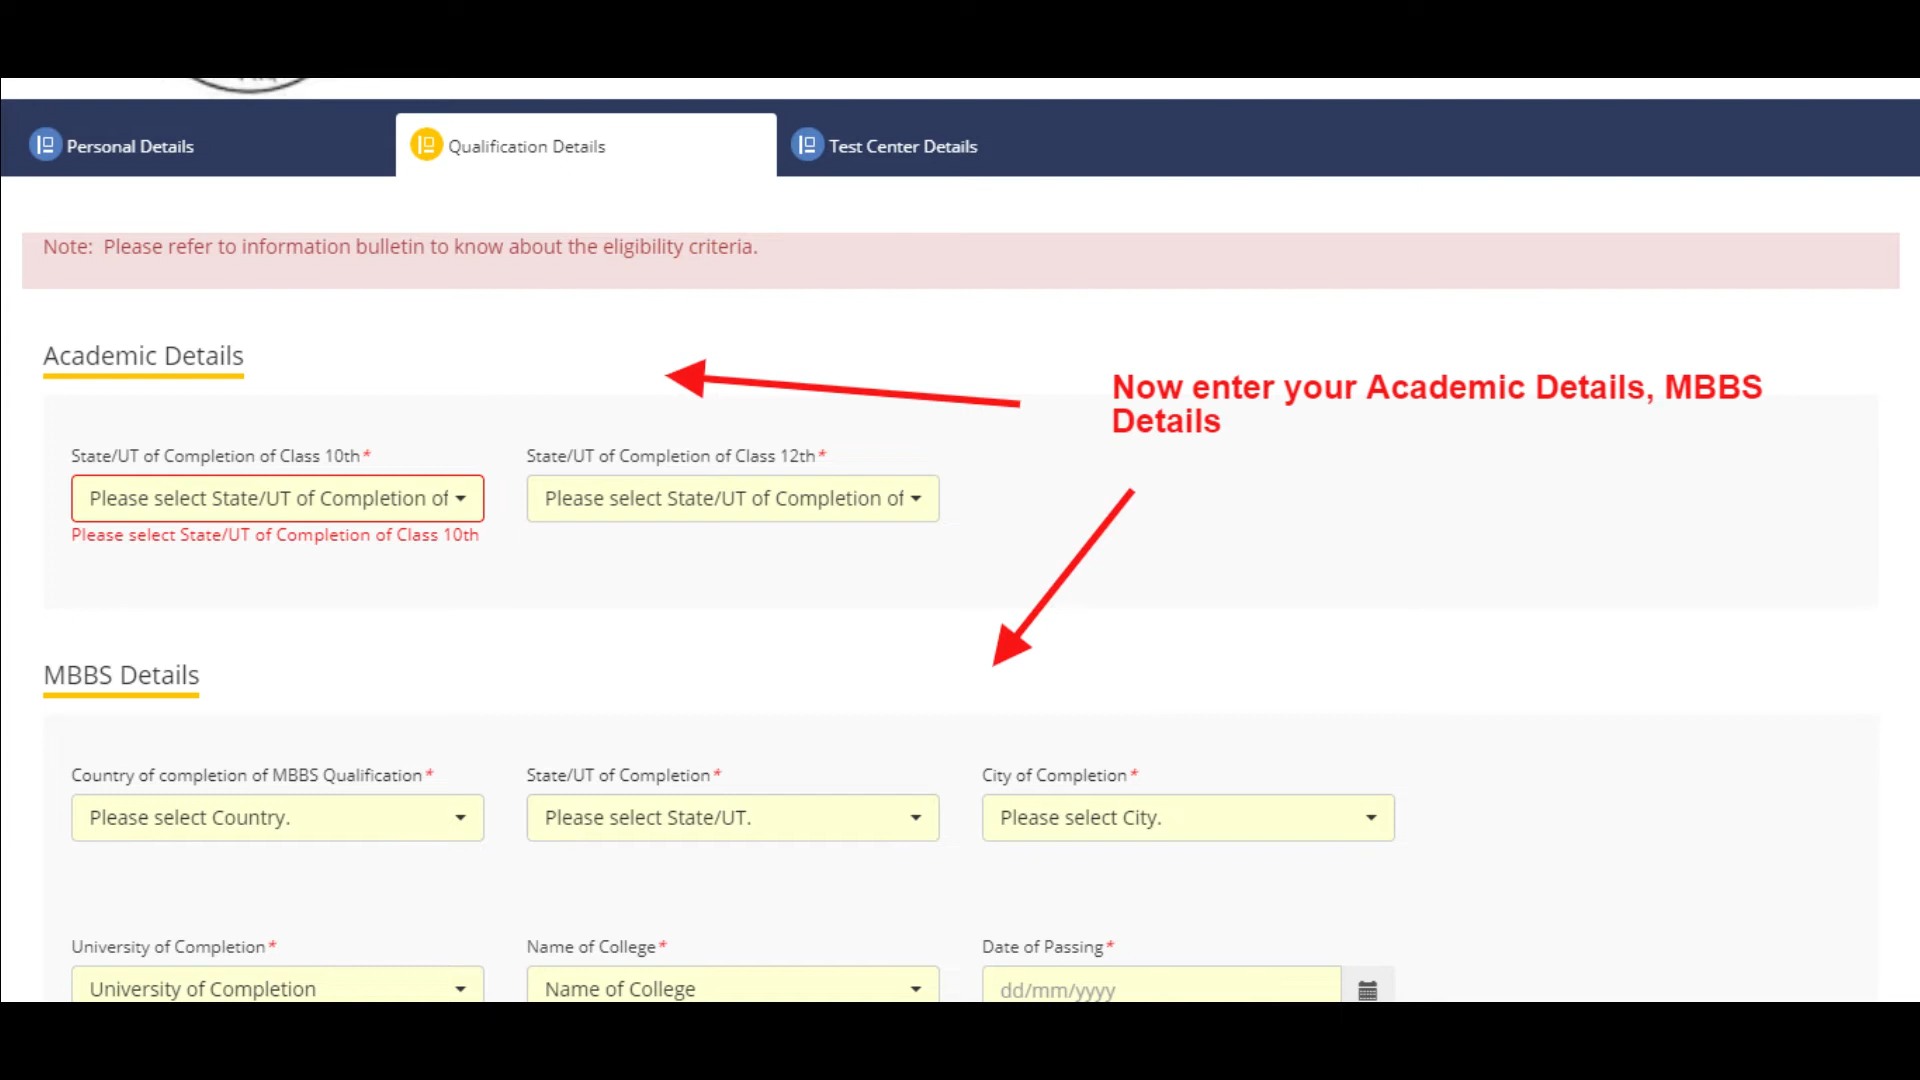 Personal Details
Qualification Details
Test Center Details
Note: Please refer to information bulletin to know about the eligibility criteria.
Academic Details
Now enter your Academic Details, MBBS
Details
State/UT of Completion of Class 10th*
State/UT of Completion of Class 12th*
Please select State/UT of Completion of
Please select State/UT of Completion of
Please select State/UT of Completion of Class 10th
MBBS Details
Country of completion of MBBS Qualification*
State/UT of Completion*
City of Completion*
Please select Country.
Please select State/UT.
Please select City.
University of Completion*
Name of College*
Date of Passing*
University of Completion
Name of College
dd/mm/yyyy